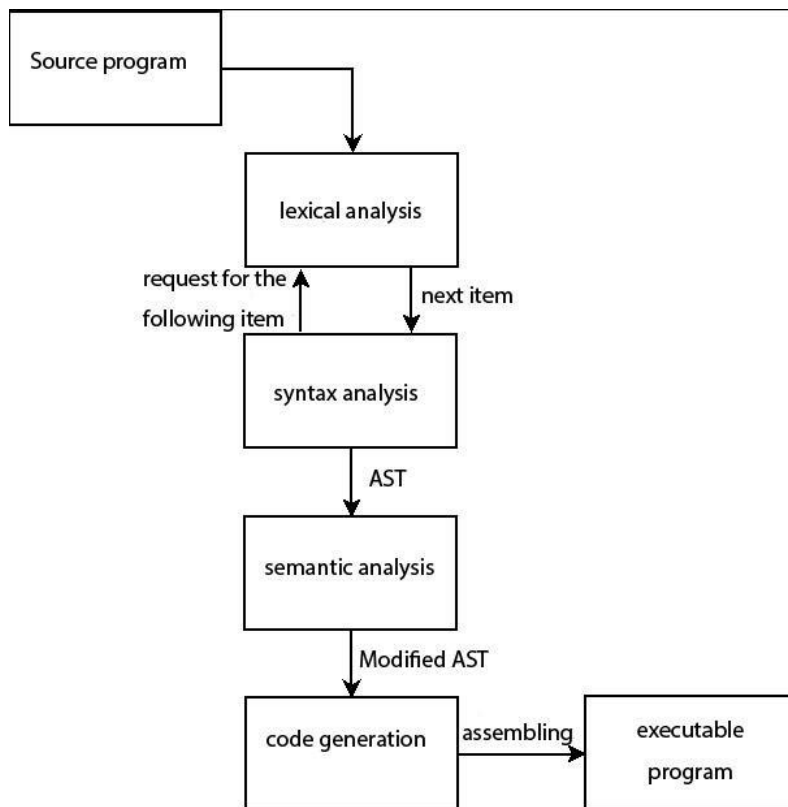 Source program
lexical analysis
request for the
following item
next item
syntax analysis
AST
semantic analysis
Modified AST
code generation
assembling
executable
program